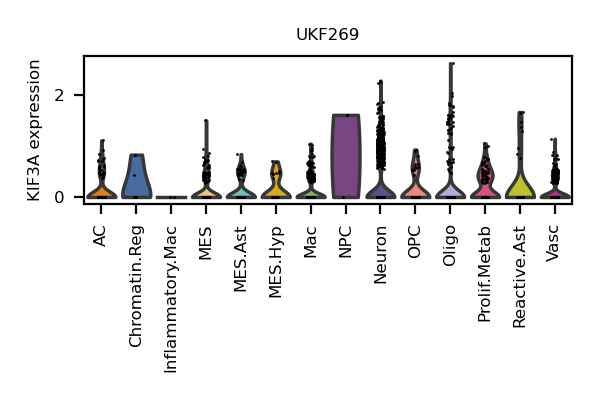 UKF269
KIF3A expression
2
0
AC
Chromatin.Reg
Inflammatory.Mac
MES
MES.Ast
MES.Hyp
Mac
NPC
Neuron
OPC
Oligo
Prolif.Metab
Reactive.Ast
Vasc